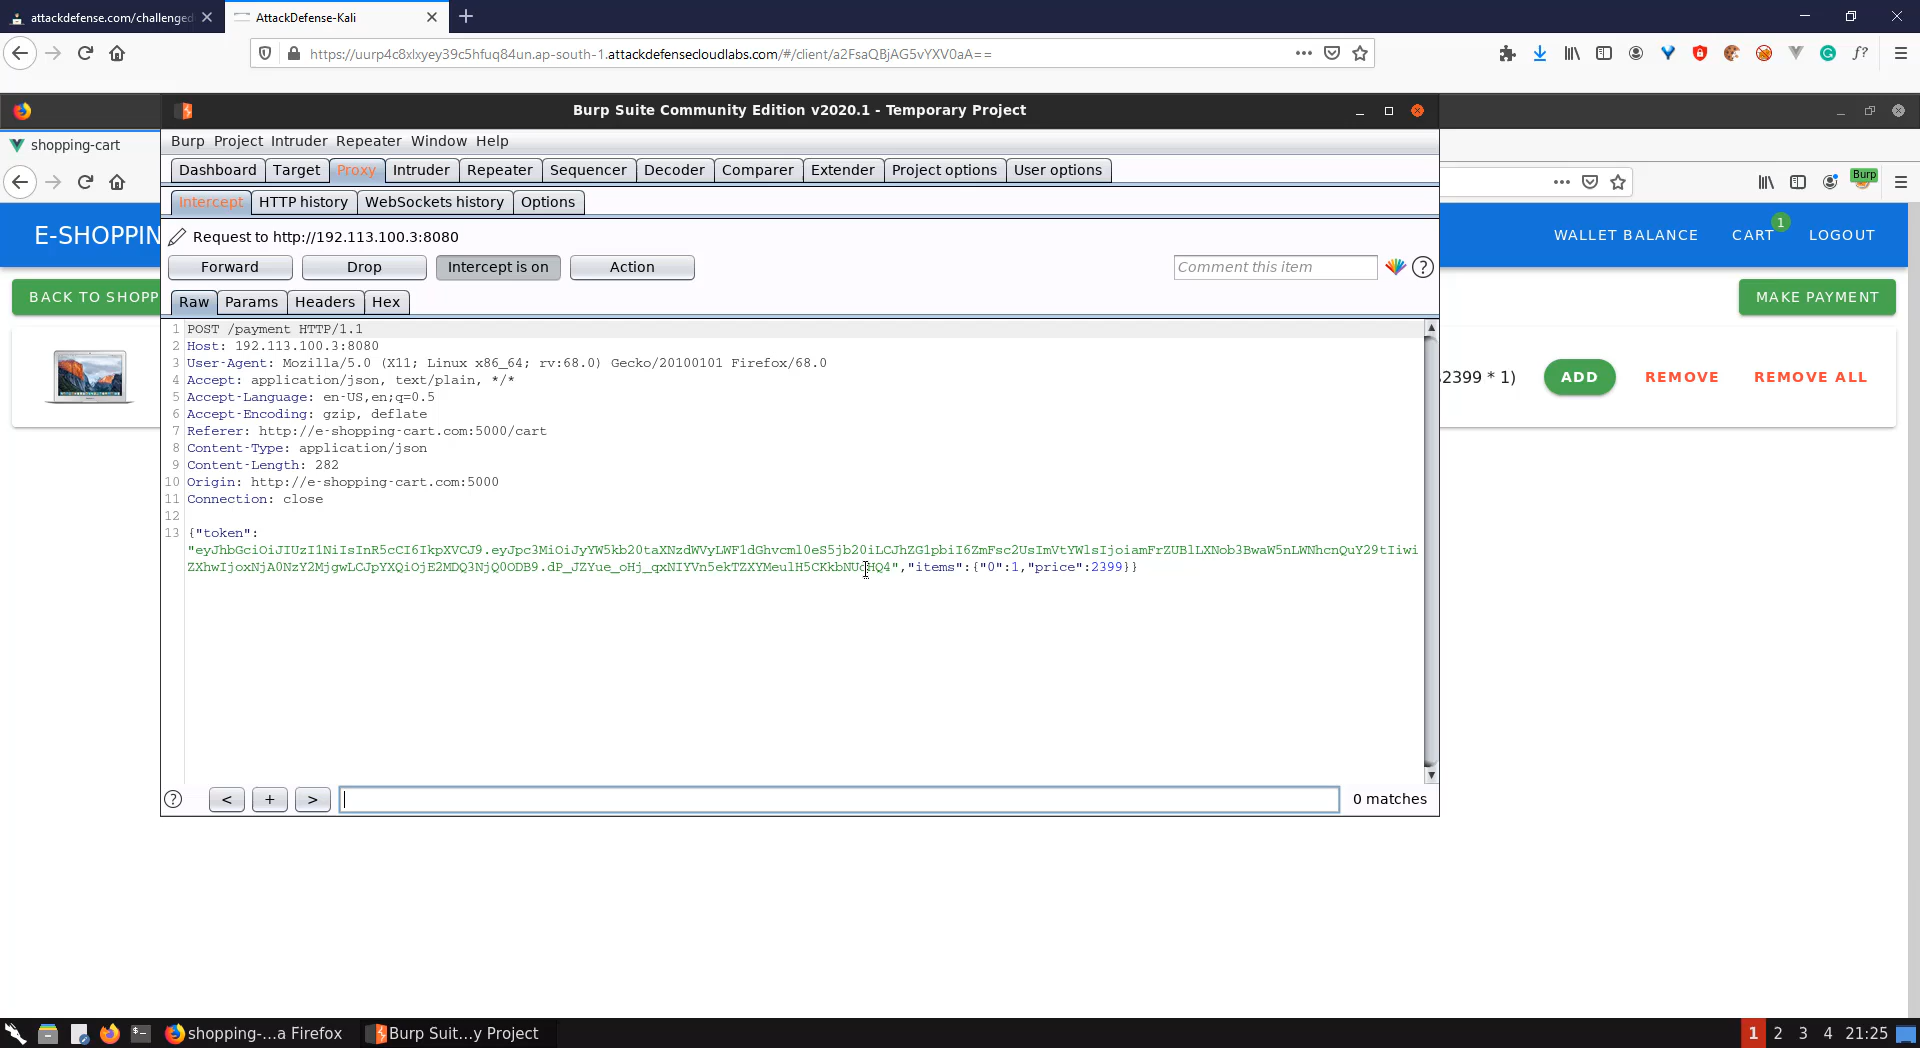 attackdefense.com/challenged
AttackDefense-Kali
https://uurp4c8xlxyey39c5hfuq84un.ap-south-1.attackdefensecloudlabs.com/#/client/a2FsaQBjAG5vYXV0aA==
Burp Suite Community Edition v2020.1 - Temporary Project
shopping-cart
Burp Project Intruder Repeater Window Help
Dashboard Target Proxy Intruder Repeater Sequencer Decoder Comparer Extender Project options User options
Burp
Intercept HTTP history WebSockets history Options
E-SHOPPIN
Request to http://192.113.100.3:8080
WALLET BALANCE CART 1 LOGOUT
Forward Drop Intercept is on Action Comment this item
BACK TO SHOPP
MAKE PAYMENT
Raw Params Headers Hex
1 POST /payment HTTP/1.1
2 Host: 192.113.100.3:8080
3 User-Agent: Mozilla/5.0 (X11; Linux x86_64; rv:68.0) Gecko/20100101 Firefox/68.0
4 Accept: application/json, text/plain, */*
2399 * 1) ADD REMOVE REMOVE ALL
5 Accept-Language: en-US,en;q=0.5
6 Accept-Encoding: gzip, deflate
7 Referer: http://e-shopping-cart.com:5000/cart
8 Content-Type: application/json
9 Content-Length: 282
10 Origin: http://e-shopping-cart.com:5000
11 Connection: close
12
13 {"token":
"eyJhbGciOiJIUzI1NiIsInR5cCI6IkpXVCJ9.eyJpc3MiOiJyYW5kb20taXNzdWVyLWF1dGhvcml0eS5jb20iLCJhZG1pbiI6ZmFsc2UsImVtYWlsIjoiamFrZUBlLXNob3BwaW5nLWNhcnQuY29tIiwi
"items":{"0":1,"price":2399}}
< + > 0 matches
shopping-...a Firefox Burp Suit...y Project 1 2 3 4 21:25